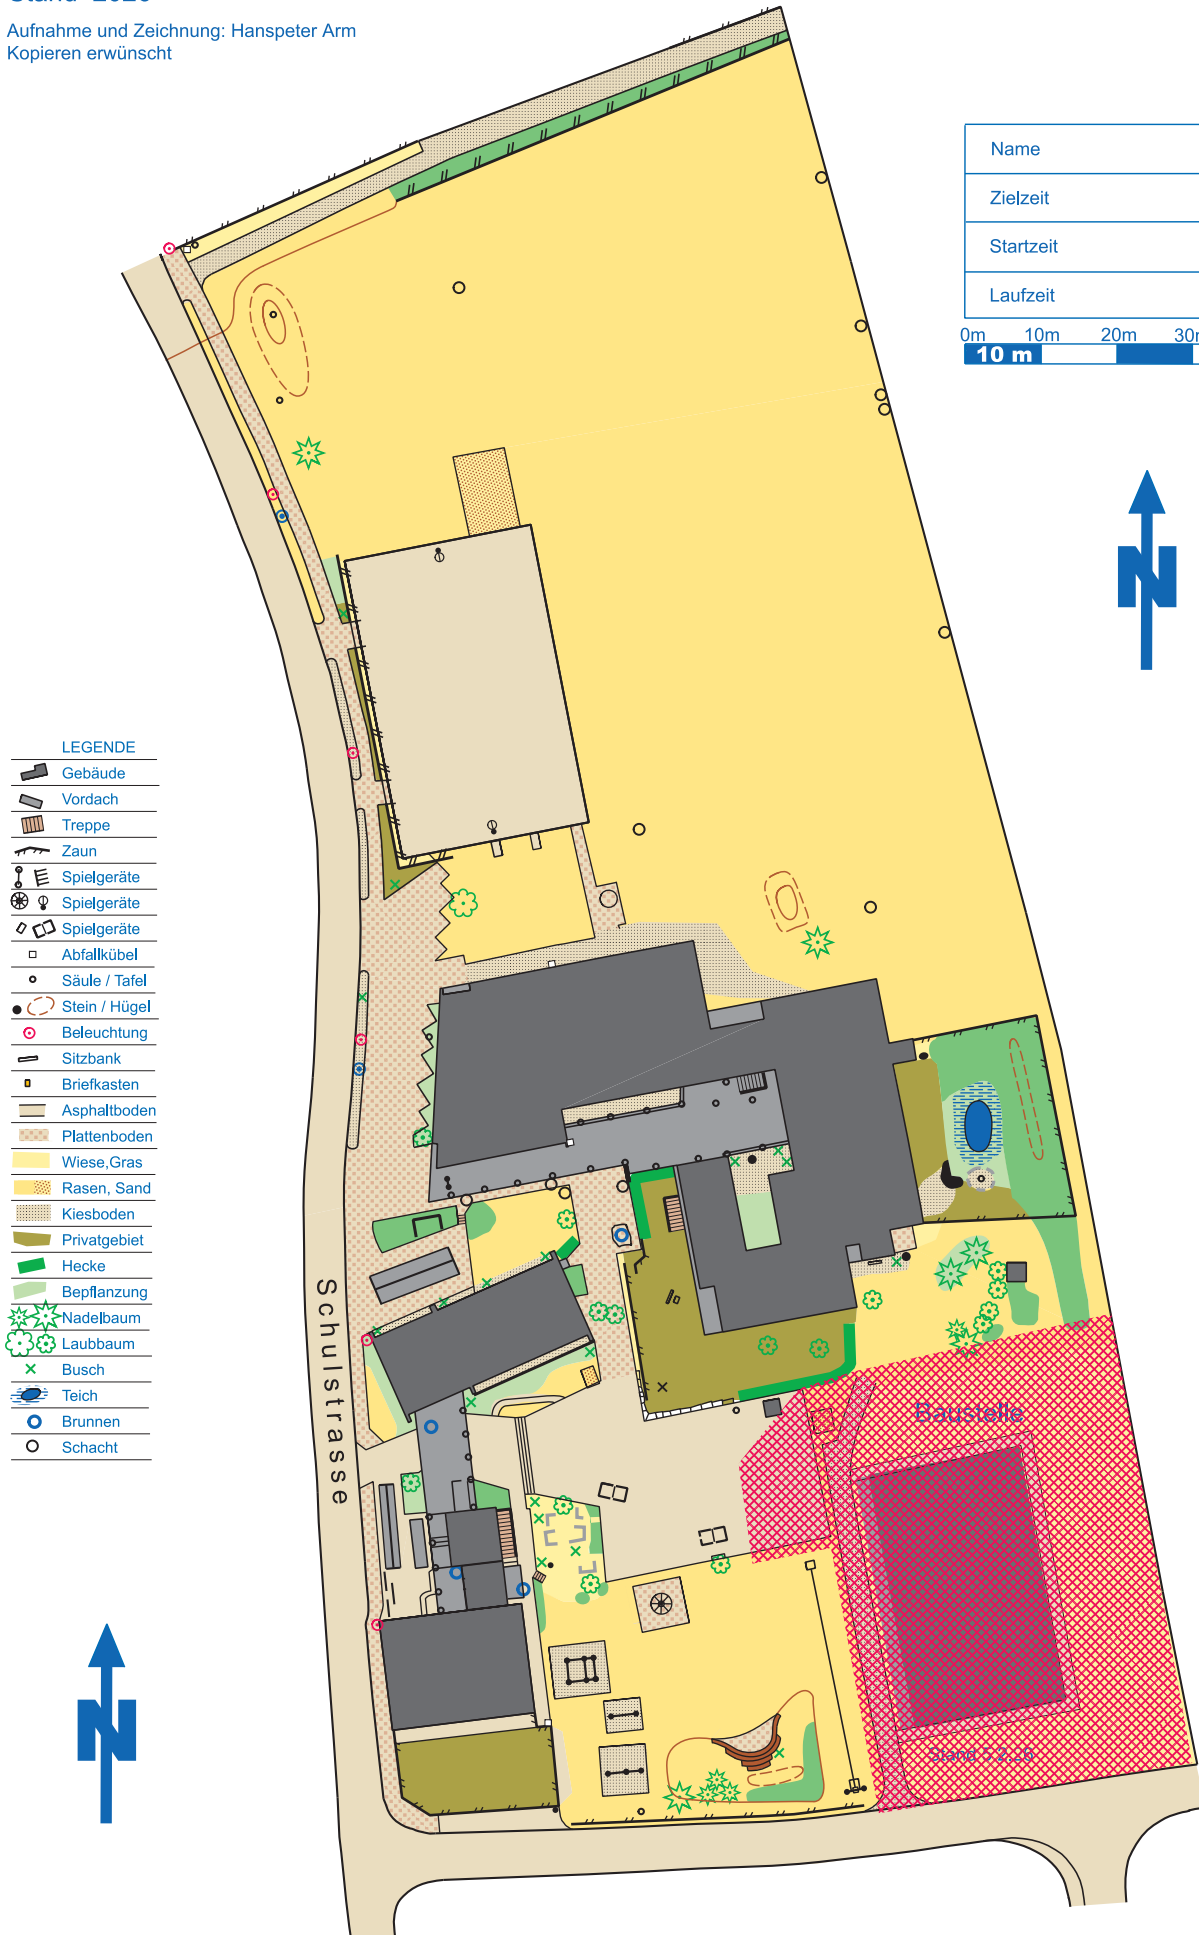 Aufnahme und Zeichnung: Hanspeter Arm
Kopieren erwünscht
Name
Zielzeit
Startzeit
Laufzeit
0m 10m 20m
10 m
N
LEGENDE
Gebäude
Vordach
Treppe
Zaun
Spielgeräte
Spielgeräte
Spielgeräte
Abfallkübel
Säule / Tafel
Stein / Hügel
Beleuchtung
Sitzbank
Briefkasten
Asphaltboden
Plattenboden
Wiese,Gras
Rasen, Sand
Kiesboden
Privatgebiet
Hecke
Bepflanzung
Nadelbaum
Laubbaum
Busch
Teich
Brunnen
Schacht
Schulstrasse
Baustelle
Stand
N